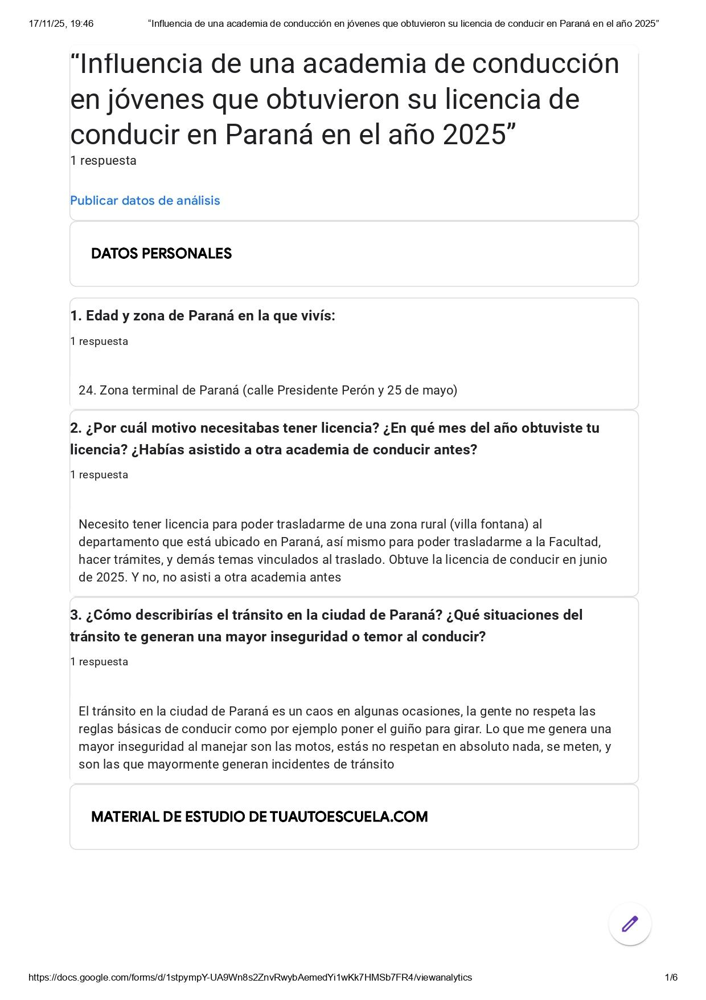 17/11/25, 19:46
“Influencia de una academia de conducción en jóvenes que obtuvieron su licencia de conducir en Paraná en el año 2025”
“Influencia de una academia de conducción
en jóvenes que obtuvieron su licencia de
conducir en Paraná en el año 2025”
1 respuesta
Publicar datos de análisis
DATOS PERSONALES
1. Edad y zona de Paraná en la que vivís:
1 respuesta
24. Zona terminal de Paraná (calle Presidente Perón y 25 de mayo)
2. ¿Por cuál motivo necesitabas tener licencia? ¿En qué mes del año obtuviste tu
licencia? ¿Habías asistido a otra academia de conducir antes?
1 respuesta
Necesito tener licencia para poder trasladarme de una zona rural (villa fontana) al
departamento que está ubicado en Paraná, así mismo para poder trasladarme a la Facultad,
hacer trámites, y demás temas vinculados al traslado. Obtuve la licencia de conducir en junio
de 2025. Y no, no asisti a otra academia antes
3. ¿Cómo describirías el tránsito en la ciudad de Paraná? ¿Qué situaciones del
tránsito te generan una mayor inseguridad o temor al conducir?
1 respuesta
El tránsito en la ciudad de Paraná es un caos en algunas ocasiones, la gente no respeta las
reglas básicas de conducir como por ejemplo poner el guiño para girar. Lo que me genera una
mayor inseguridad al manejar son las motos, estás no respetan en absoluto nada, se meten, y
son las que mayormente generan incidentes de tránsito
MATERIAL DE ESTUDIO DE TUAUTOESCUELA.COM
https://docs.google.com/forms/d/1stpympY-UA9Wn8s2ZnvRwybAemedYi1wKk7HMSb7FR4/viewanalytics
1/6